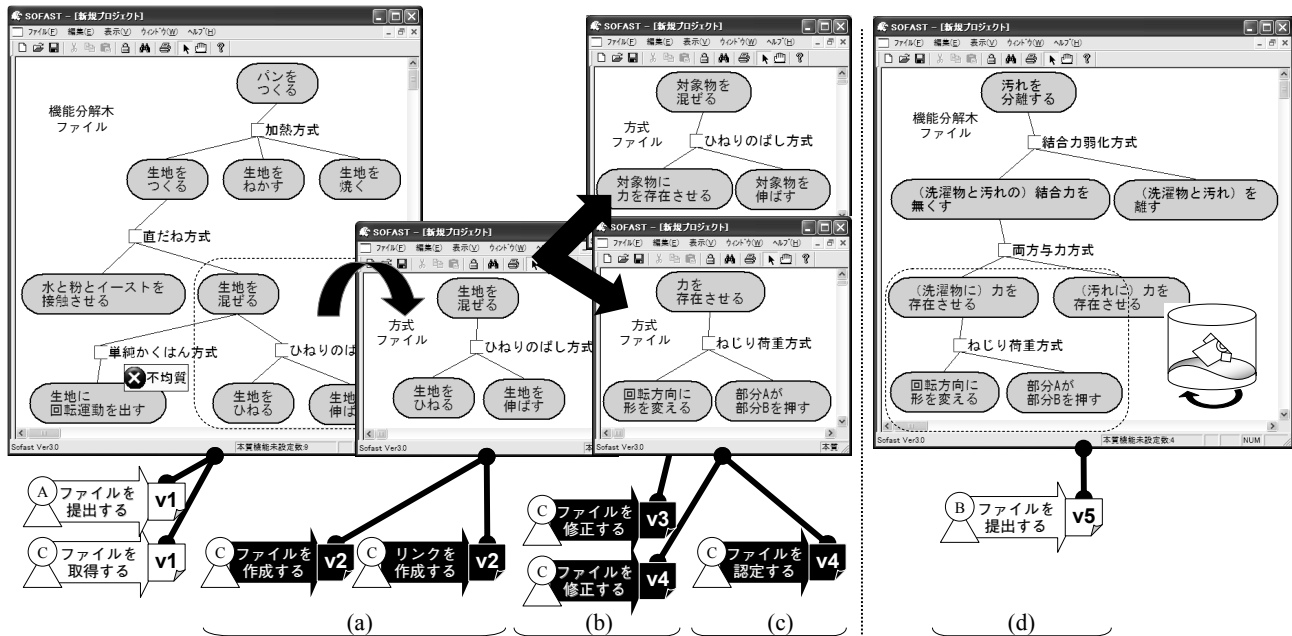 SOFAST - [新規プロジェクト]
ファイル(F) 編集(E) 表示(V) ウィンドウ(W) ヘルプ(H)
機能分解木
ファイル
パンを
つくる
加熱方式
生地を
つくる
生地を
ねかす
生地を
焼く
直だね方式
水と粉とイーストを
接触させる
生地を
混ぜる
単純かくはん方式
不均質
ひねりのば
生地に
回転運動を出す
生地を
ひねる
生地
伸ば
Sofast Ver3.0
本質機能未設定数:9
SOFAST - [新規プロジェクト]
ファイル(F) 編集(E) 表示(V) ウィンドウ(W)
生地を
混ぜる
方式
ファイル
ひねりのばし方式
生地を
ひねる
生地を
伸ばす
Sofast Ver3.0
SOFAST - [新規プロジェクト]
ファイル(F) 編集(E) 表示(V) ウィンドウ(W) ヘルプ(H)
対象物を
混ぜる
方式
ファイル
ひねりのばし方式
対象物に
力を存在させる
対象物を
伸ばす
SOFAST - [新規プロジェクト]
ファイル(F) 編集(E) 表示(V) ウィンドウ(W) ヘルプ(H)
力を
存在させる
方式
ファイル
ねじり荷重方式
回転方向に
形を変える
部分Aが
部分Bを押す
Sofast Ver3.0
本質
SOFAST - [新規プロジェクト]
ファイル(F) 編集(E) 表示(V) ウィンドウ(W) ヘルプ(H)
汚れを
分離する
機能分解木
ファイル
結合力弱化方式
(洗濯物と汚れの)結合力を
無くす
(洗濯物と汚れ)を
離す
両方与力方式
(洗濯物に)力を
存在させる
(汚れに)力を
存在させる
ねじり荷重方式
回転方向に
形を変える
部分Aが
部分Bを押す
Sofast Ver3.0
本質機能未設定数:4
NUM
A
ファイルを
提出する
v1
C
ファイルを
取得する
v1
C
ファイルを
作成する
v2
C
リンクを
作成する
v2
C
ファイルを
修正する
v3
C
ファイルを
修正する
v4
C
ファイルを
認定する
v4
B
ファイルを
提出する
v5
(a)
(b)
(c)
(d)